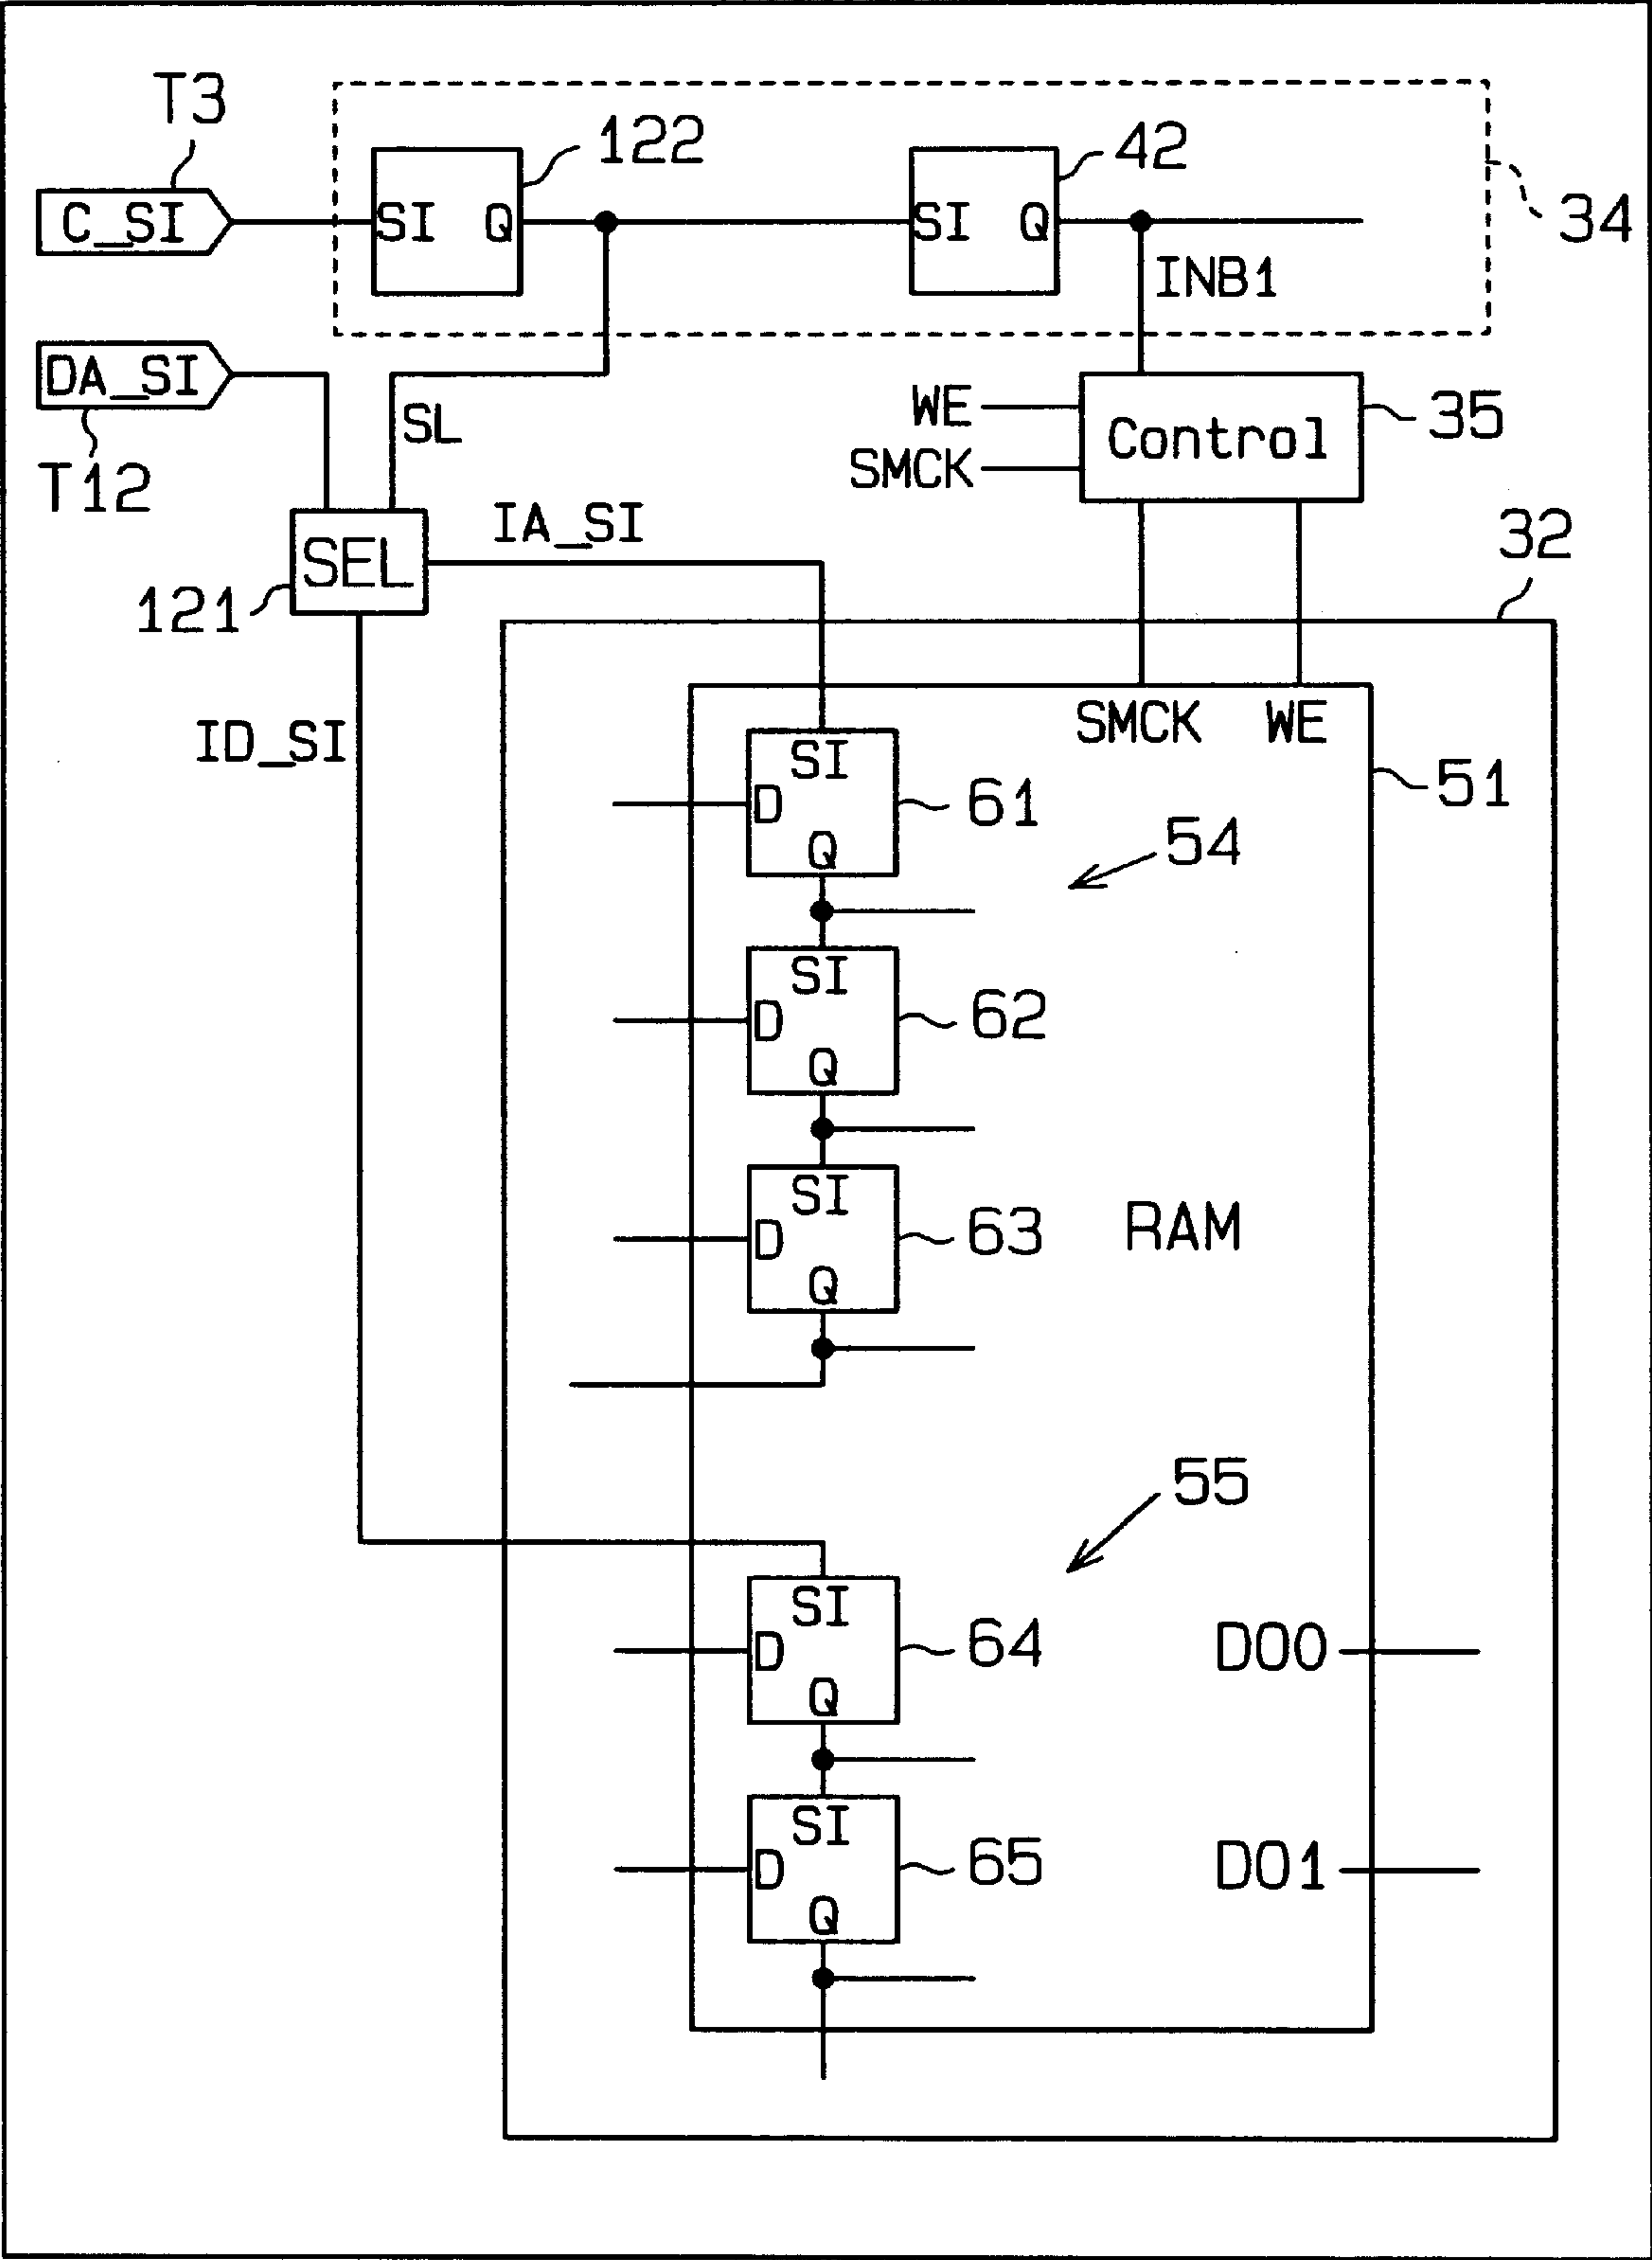 T3
122
42
C_SI
SI Q
SI Q
34
INB1
DA_SI
WE
Control
35
SL
SMCK
T12
IA_SI
32
SEL
121
SMCK WE
ID_SI
SI
51
D
61
Q
54
SI
D
62
Q
SI
D
63
RAM
Q
55
SI
D
64
DO0
Q
SI
D
65
DO1
Q